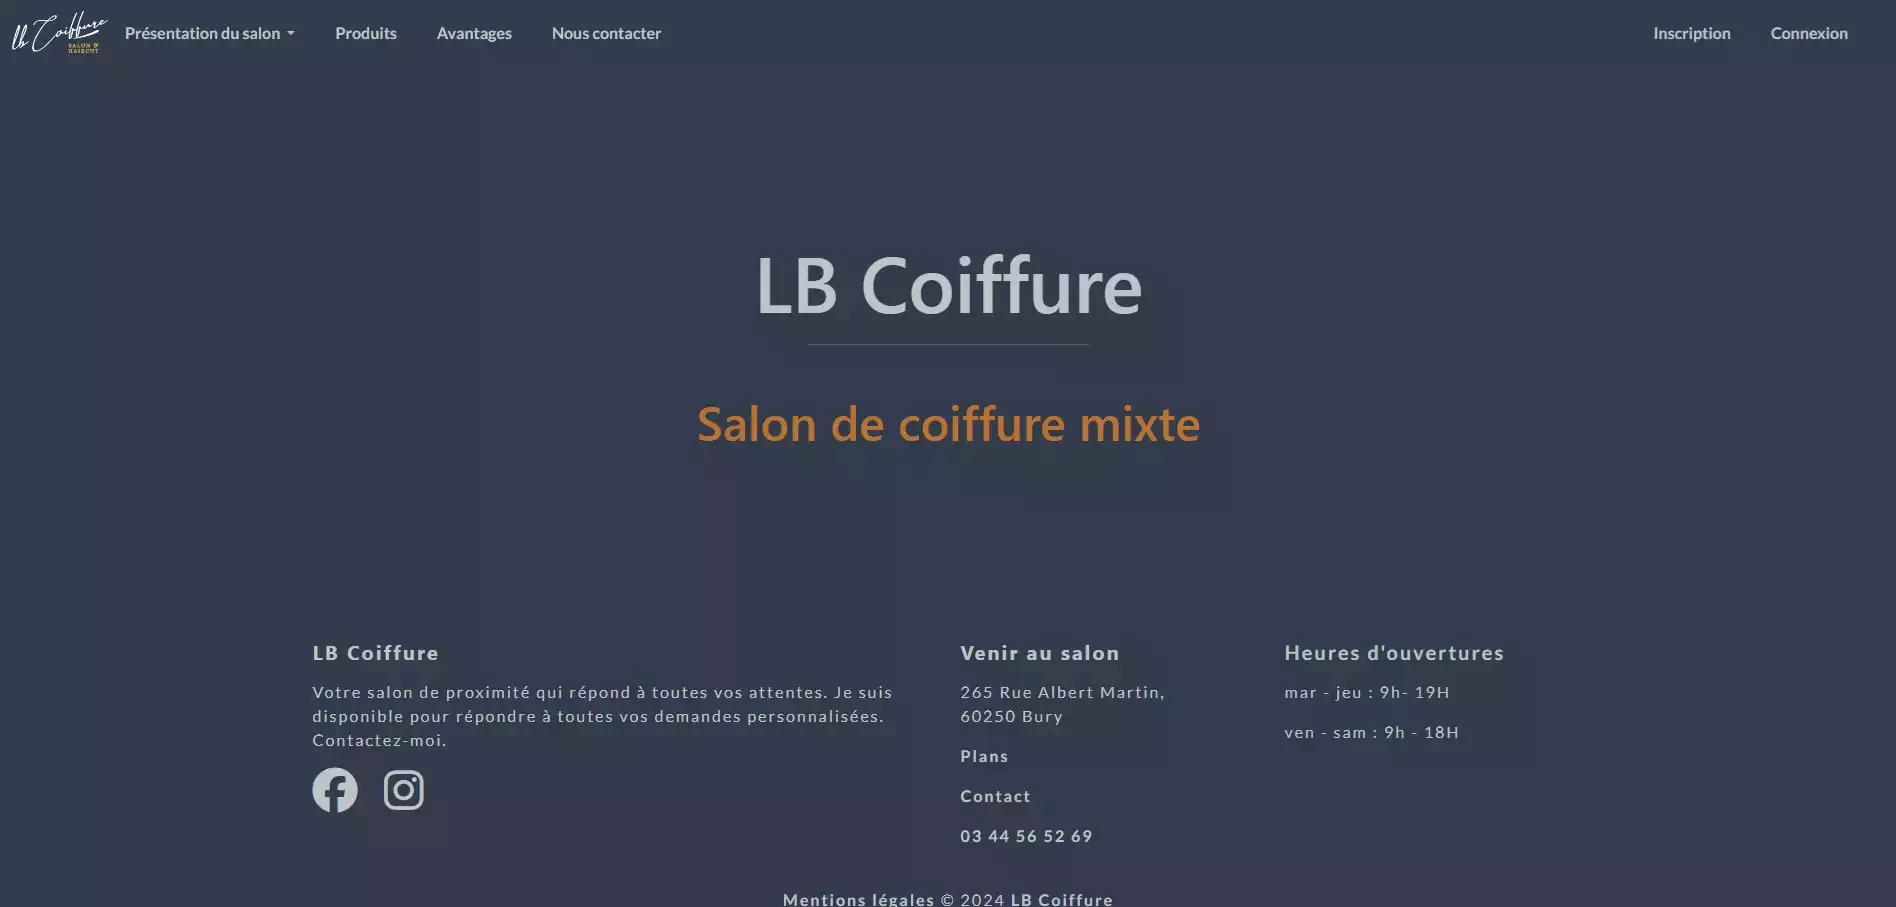 lb Coiffure
SALON &
HAIRCUT
Présentation du salon
Produits
Avantages
Nous contacter
Inscription
Connexion
LB Coiffure
Salon de coiffure mixte
LB Coiffure
Votre salon de proximité qui répond à toutes vos attentes. Je suis
disponible pour répondre à toutes vos demandes personnalisées.
Contactez-moi.
Venir au salon
265 Rue Albert Martin,
60250 Bury
Plans
Contact
03 44 56 52 69
Heures d'ouvertures
mar - jeu : 9h- 19H
ven - sam : 9h - 18H
Mentions légales © 2024 LB Coiffure